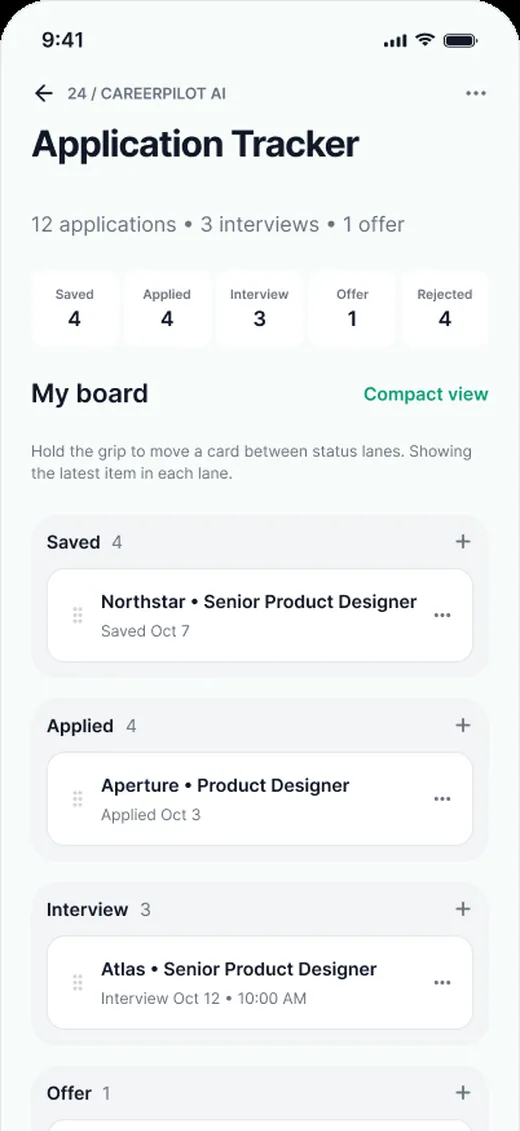 9:41
24 / CAREERPILOT AI
Application Tracker
12 applications • 3 interviews • 1 offer
Saved Applied Interview Offer Rejected
4 4 3 1 4
My board Compact view
Hold the grip to move a card between status lanes. Showing
the latest item in each lane.
Saved 4
Northstar • Senior Product Designer
Saved Oct 7
Applied 4
Aperture • Product Designer
Applied Oct 3
Interview 3
Atlas • Senior Product Designer
Interview Oct 12 • 10:00 AM
Offer 1